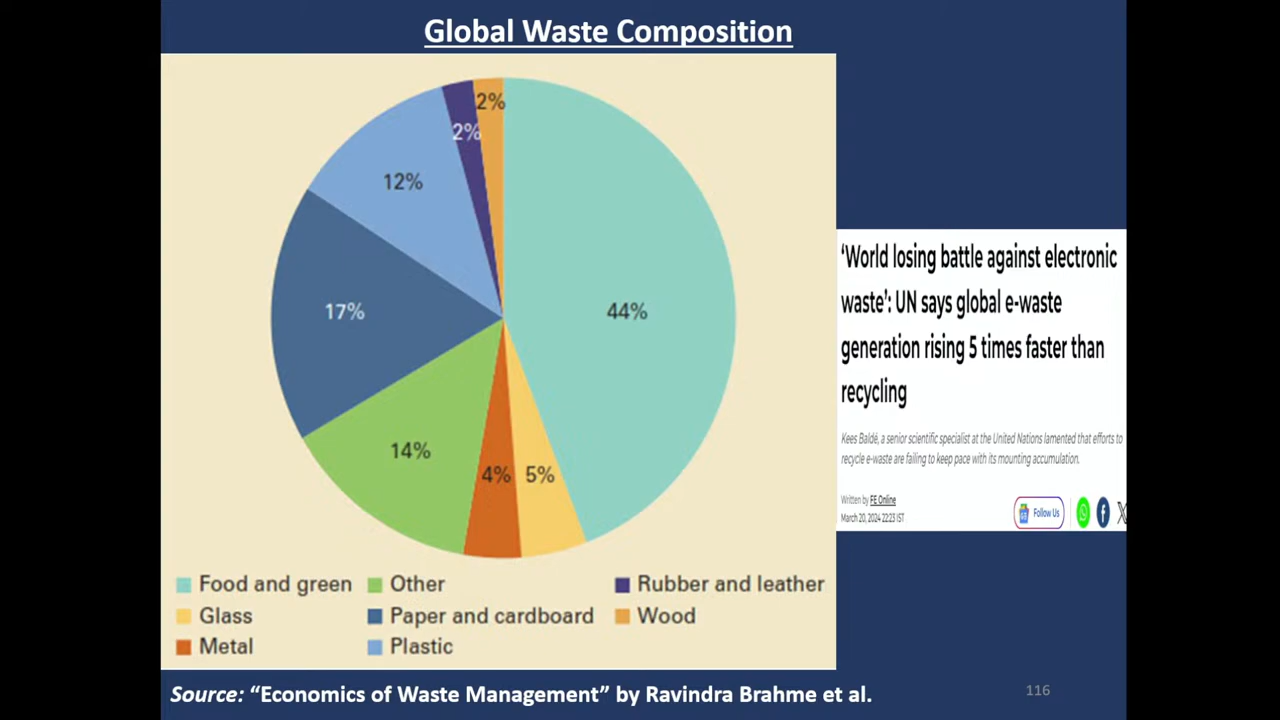 Global Waste Composition
2%
2%
12%
17%
44%
14%
4%
5%
Food and green
Other
Rubber and leather
Glass
Paper and cardboard
Wood
Metal
Plastic
‘World losing battle against electronic
waste’: UN says global e-waste
generation rising 5 times faster than
recycling
Kees Baldé, a senior scientific specialist at the United Nations lamented that efforts to
recycle e-waste are failing to keep pace with its mounting accumulation.
Written by FE Online
March 20, 2024 22:23 IST
Follow Us
Source: “Economics of Waste Management” by Ravindra Brahme et al.
116